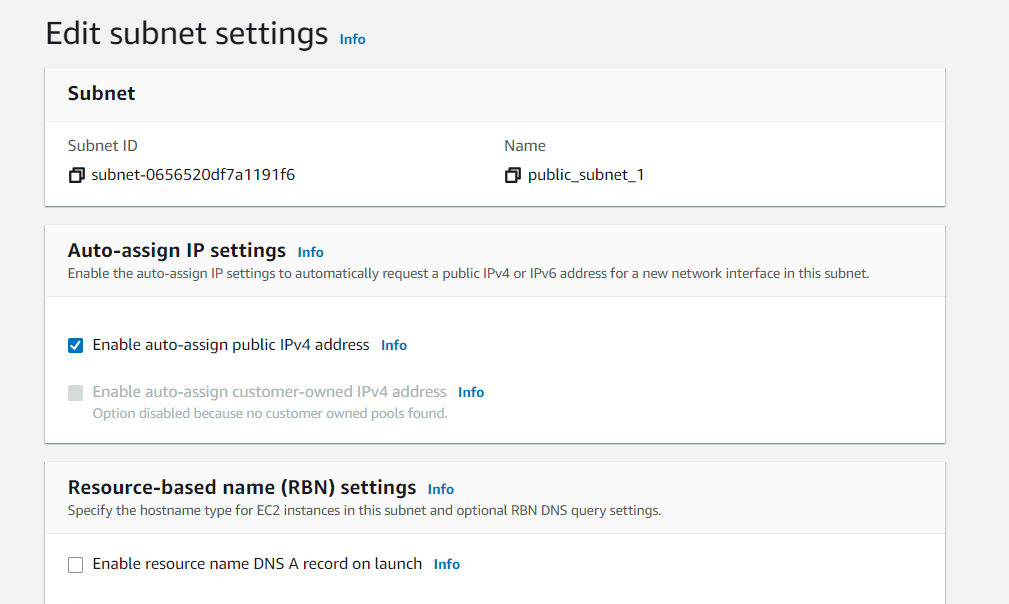 Edit subnet settings Info
Subnet
Subnet ID
subnet-0656520df7a1191f6
Name
public_subnet_1
Auto-assign IP settings Info
Enable the auto-assign IP settings to automatically request a public IPv4 or IPv6 address for a new network interface in this subnet.
Enable auto-assign public IPv4 address Info
Enable auto-assign customer-owned IPv4 address Info
Option disabled because no customer owned pools found.
Resource-based name (RBN) settings Info
Specify the hostname type for EC2 instances in this subnet and optional RBN DNS query settings.
Enable resource name DNS A record on launch Info